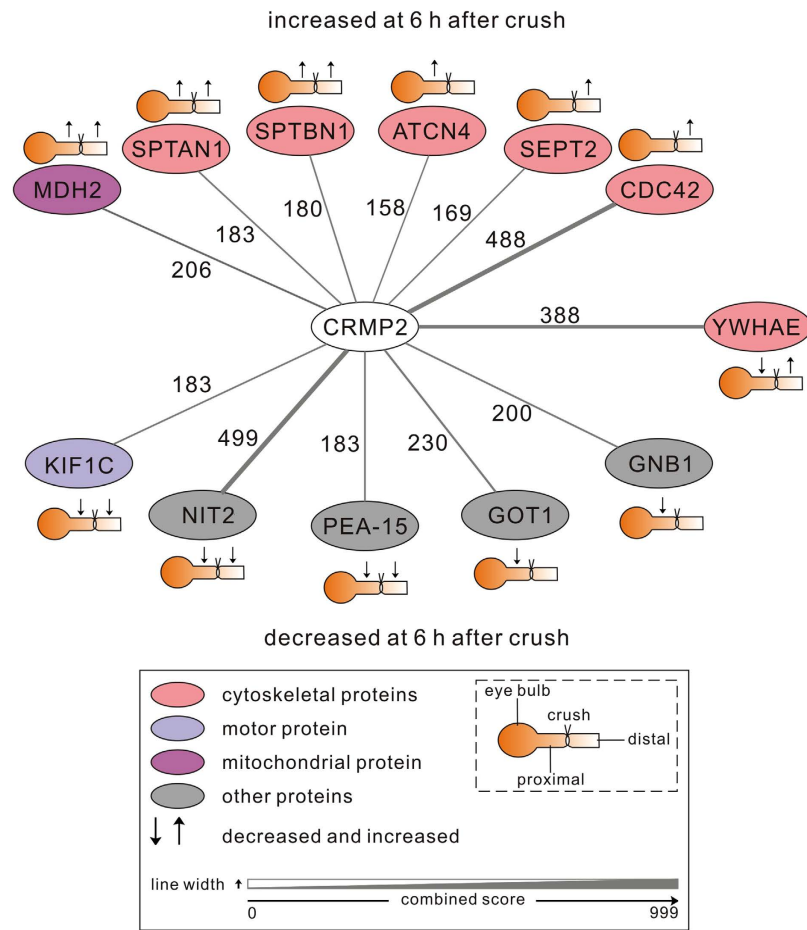 increased at 6 h after crush
SPTAN1
SPTBN1
ATCN4
SEPT2
MDH2
CDC42
183
180
158
169
488
206
CRMP2
388
YWHAE
183
499
183
230
200
KIF1C
NIT2
PEA-15
GOT1
GNB1
decreased at 6 h after crush
cytoskeletal proteins
motor protein
mitochondrial protein
other proteins
decreased and increased
eye bulb
crush
distal
proximal
line width
combined score
0
999